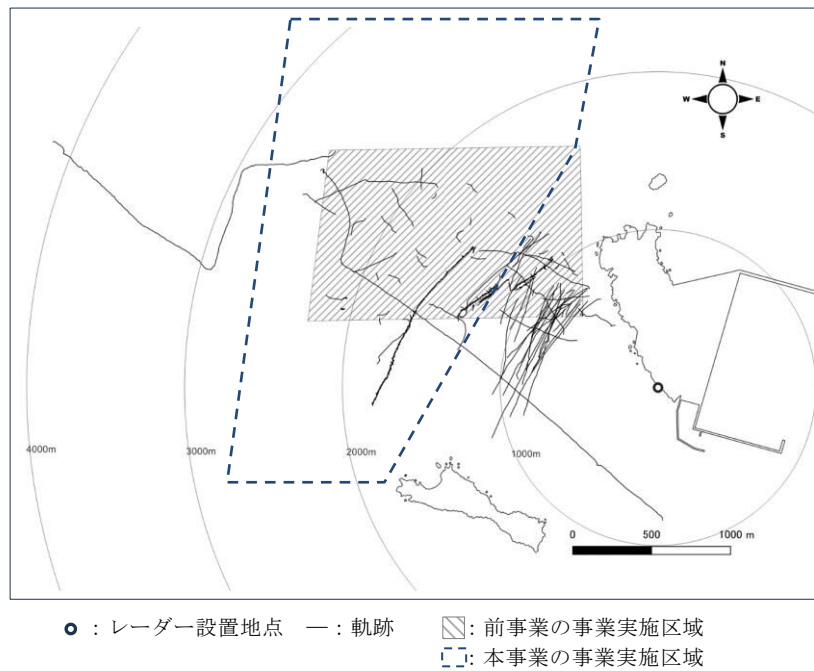 N
W E
S
4000m
3000m
2000m
1000m
0 500 1000 m
：レーダー設置地点 ―：軌跡 ：前事業の事業実施区域
：本事業の事業実施区域